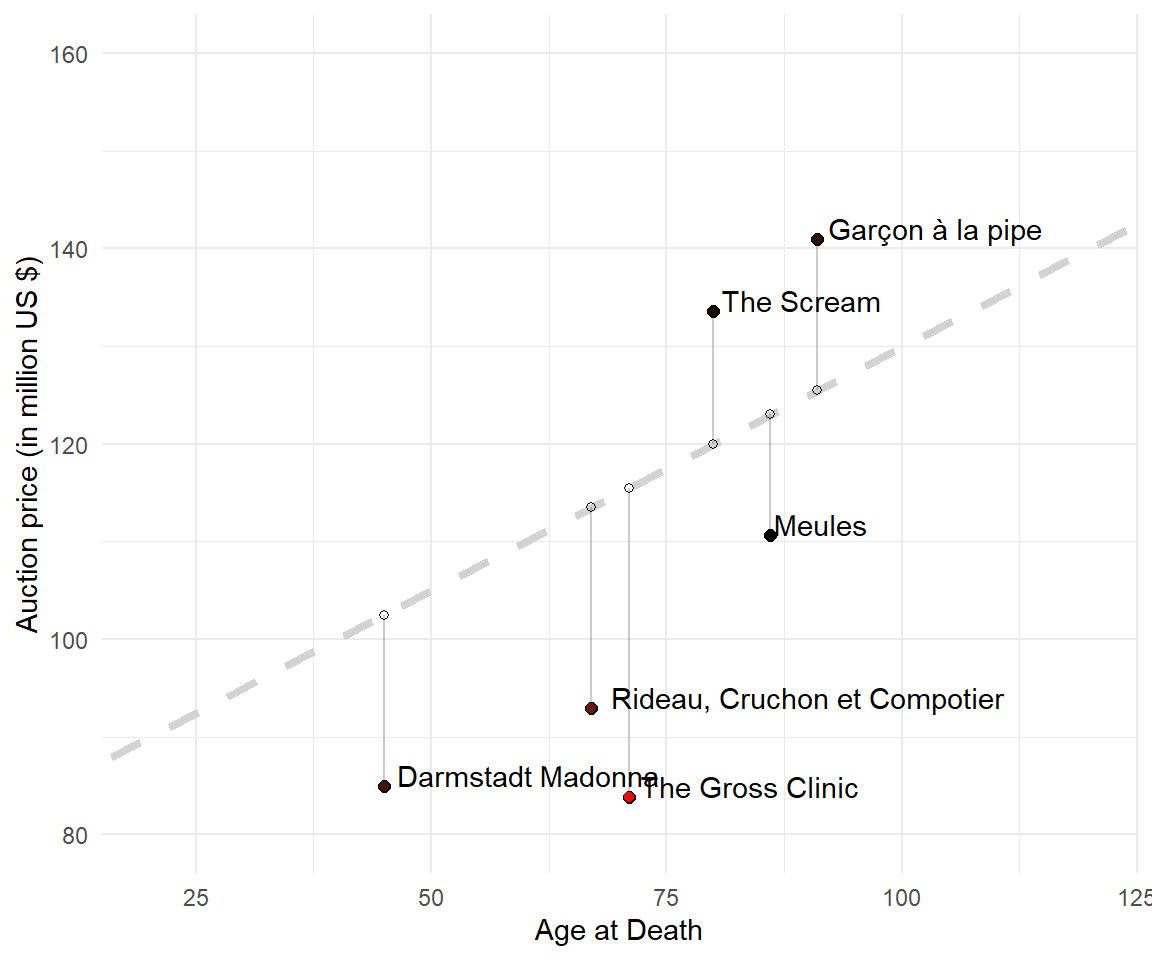 160
140
120
100
80
Auction price (in million US $)
Garçon à la pipe
The Scream
Meules
Rideau, Cruchon et Compotier
Darmstadt Madonna
The Gross Clinic
25
50
75
100
125
Age at Death